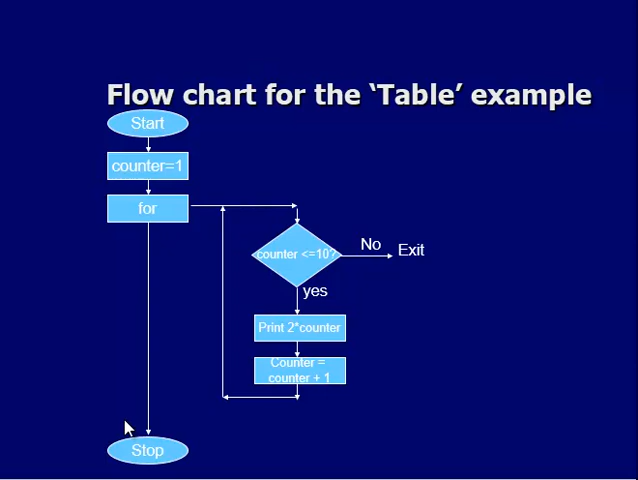 Flow chart for the ‘Table’ example
Start
counter=1
for
counter <=10?
No
Exit
yes
Print 2*counter
Counter =
counter + 1
Stop